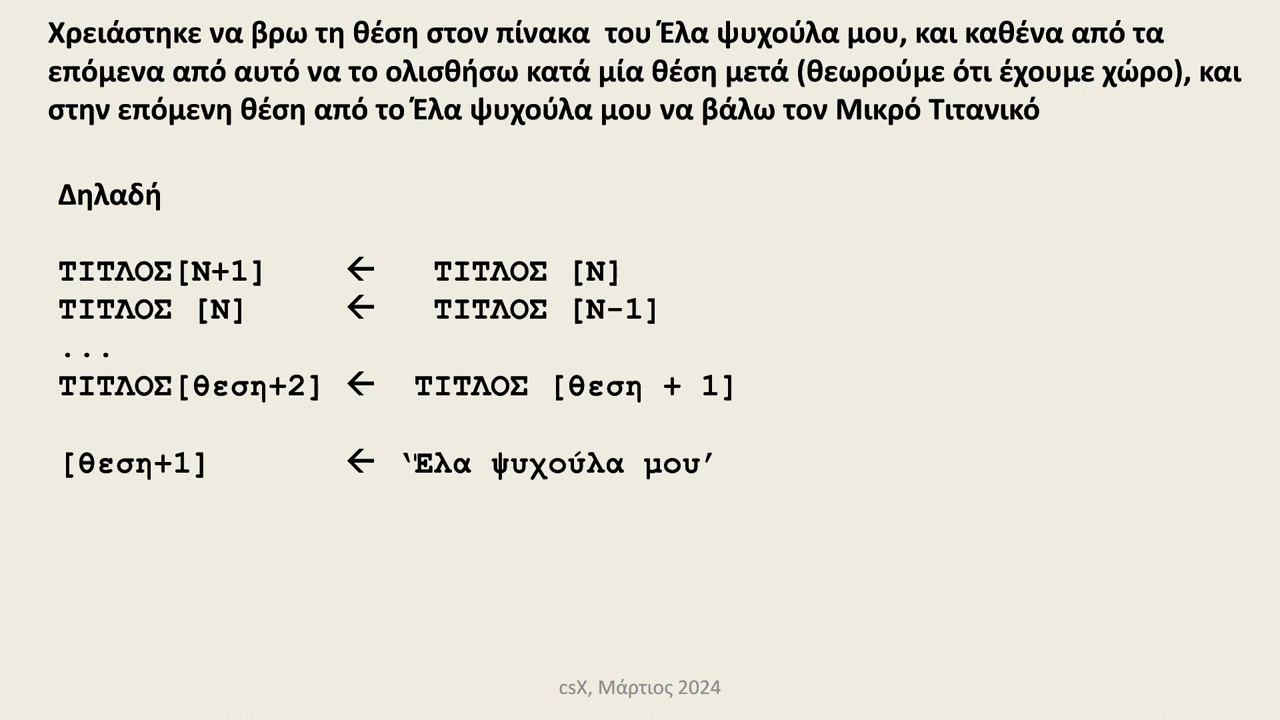 Χρειάστηκε να βρω τη θέση στον πίνακα του Έλα ψυχούλα μου, και καθένα από τα
επόμενα από αυτό να το ολισθήσω κατά μία θέση μετά (θεωρούμε ότι έχουμε χώρο), και
στην επόμενη θέση από το Έλα ψυχούλα μου να βάλω τον Μικρό Τιτανικό
Δηλαδή
ΤΙΤΛΟΣ[Ν+1] ← ΤΙΤΛΟΣ [Ν]
ΤΙΤΛΟΣ [Ν] ← ΤΙΤΛΟΣ [Ν-1]
...
ΤΙΤΛΟΣ[θεση+2] ← ΤΙΤΛΟΣ [θεση + 1]
[θεση+1] ← ‘Έλα ψυχούλα μου’
csX, Μάρτιος 2024